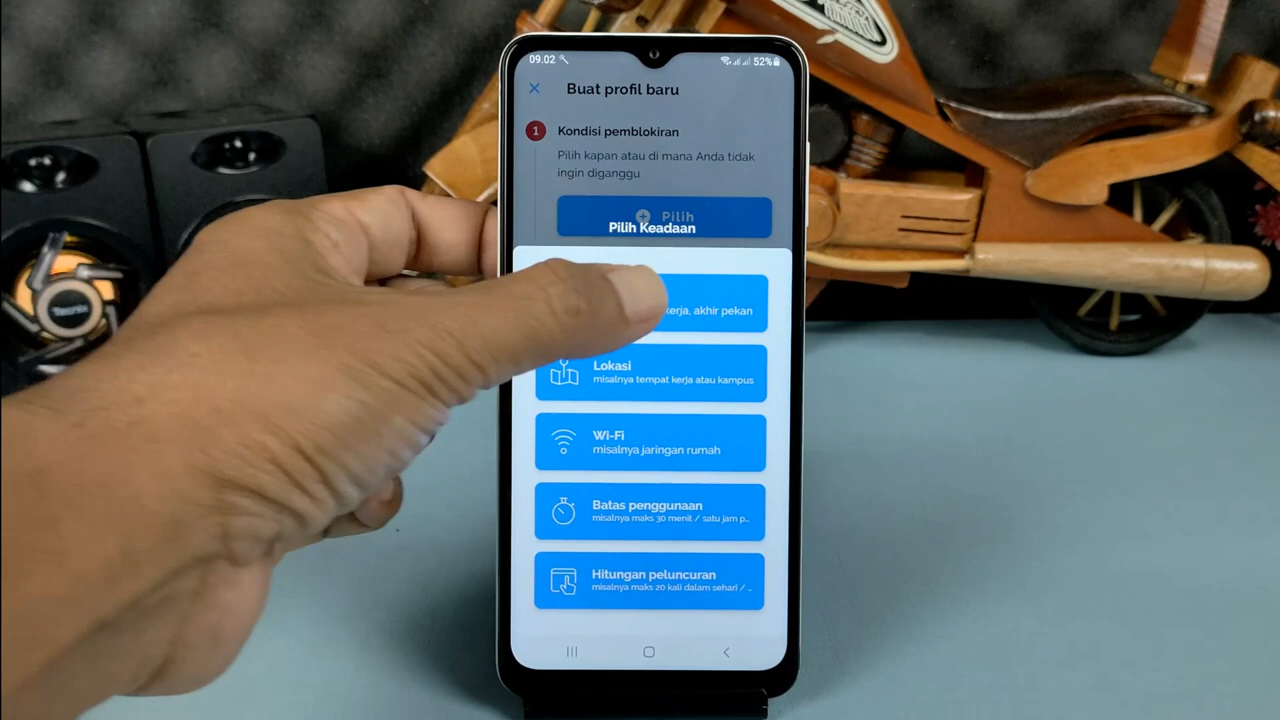 09.02
52%
Buat profil baru
1
Kondisi pemblokiran
Pilih kapan atau di mana Anda tidak
ingin diganggu
Pilih
Pilih Keadaan
kerja, akhir pekan
Lokasi
misalnya tempat kerja atau kampus
Wi-Fi
misalnya jaringan rumah
Batas penggunaan
misalnya maks 30 menit / satu jam p...
Hitungan peluncuran
misalnya maks 20 kali dalam sehari / ...